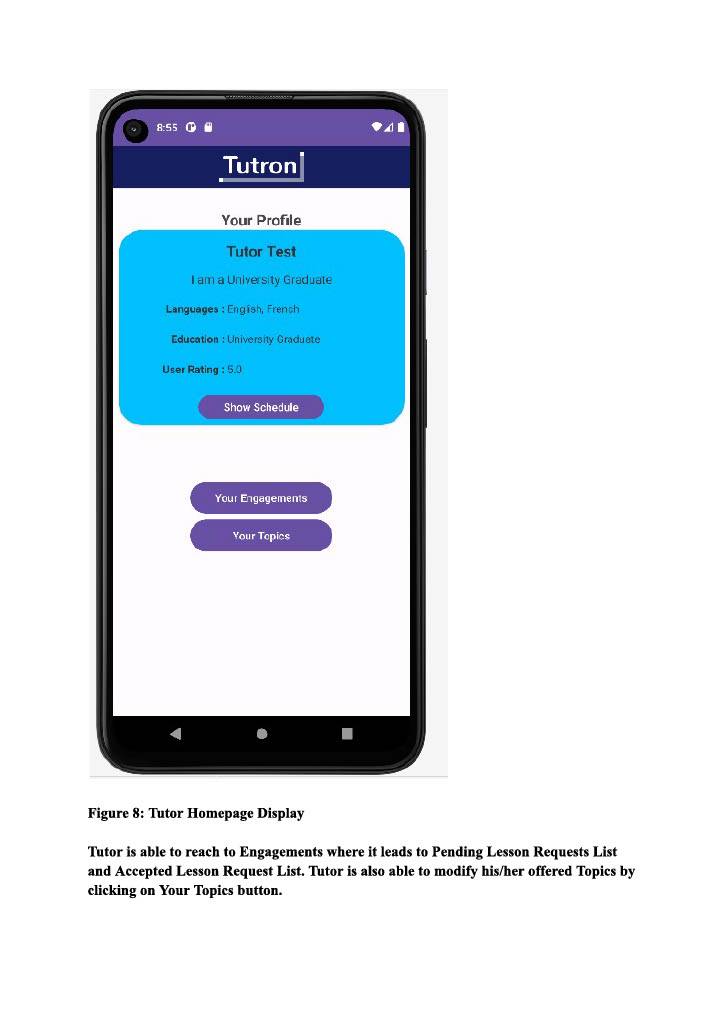 8:55
Tutron
Your Profile
Tutor Test
I am a University Graduate
Languages : English, French
Education : University Graduate
User Rating : 5.0
Show Schedule
Your Engagements
Your Topics
Figure 8: Tutor Homepage Display
Tutor is able to reach to Engagements where it leads to Pending Lesson Requests List
and Accepted Lesson Request List. Tutor is also able to modify his/her offered Topics by
clicking on Your Topics button.